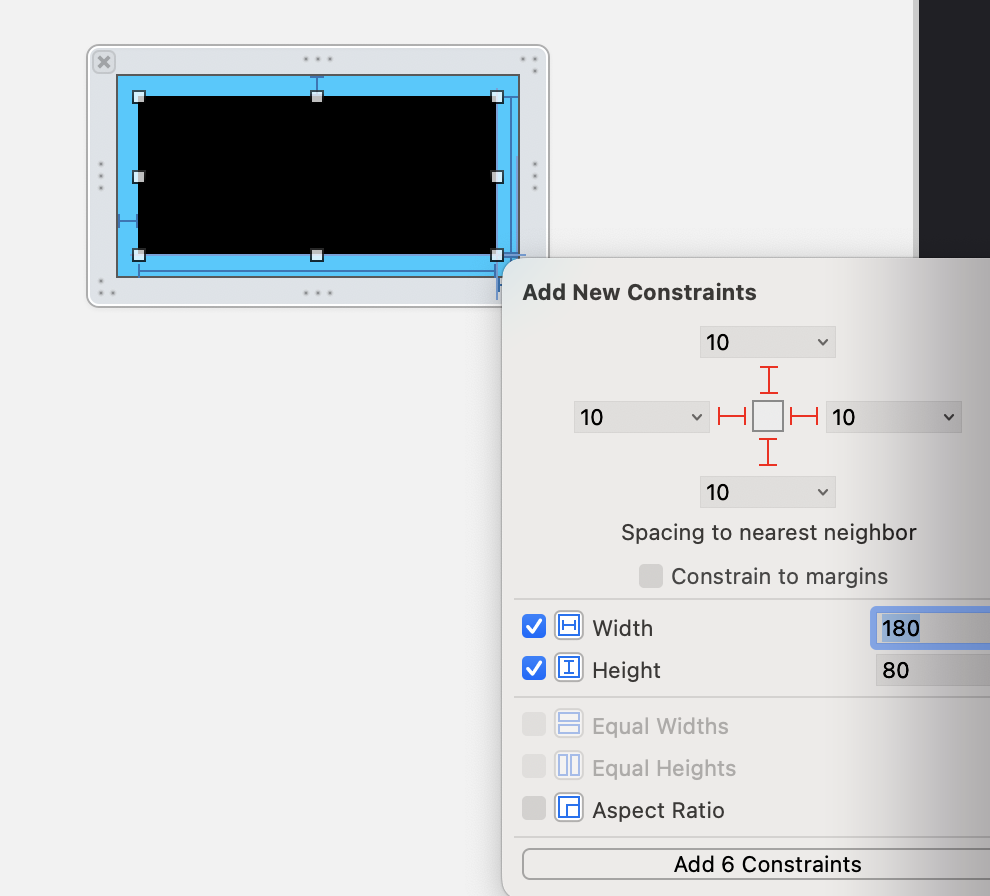 Add New Constraints
10
10
10
10
Spacing to nearest neighbor
Constrain to margins
Width
180
Height
80
Equal Widths
Equal Heights
Aspect Ratio
Add 6 Constraints